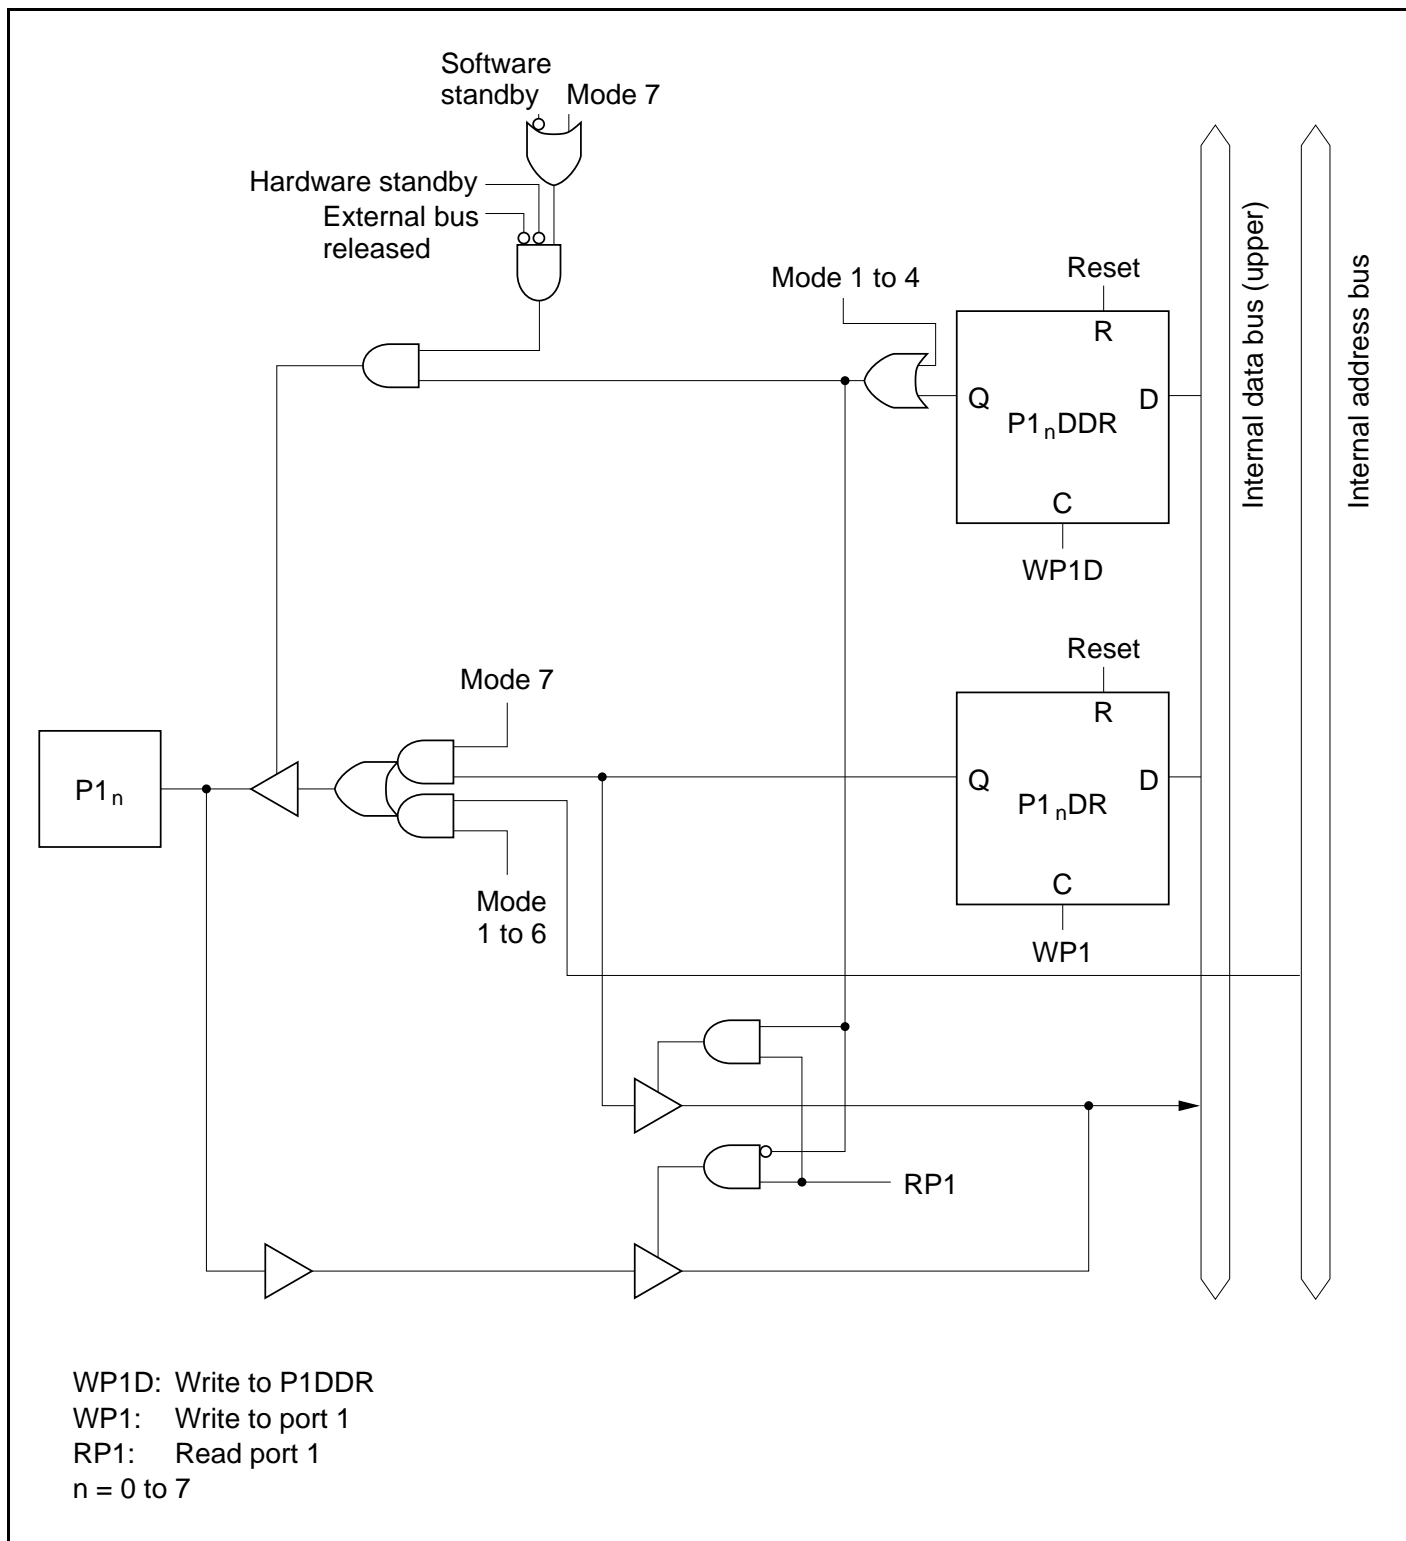 Software
standby
Mode 7
Hardware standby
External bus
released
Mode 1 to 4
Reset
R
Q
D
P1nDDR
C
WP1D
Internal data bus (upper)
Internal address bus
Reset
R
Mode 7
P1n
Q
D
P1nDR
C
WP1
Mode
1 to 6
RP1
WP1D: Write to P1DDR
WP1: Write to port 1
RP1: Read port 1
n = 0 to 7